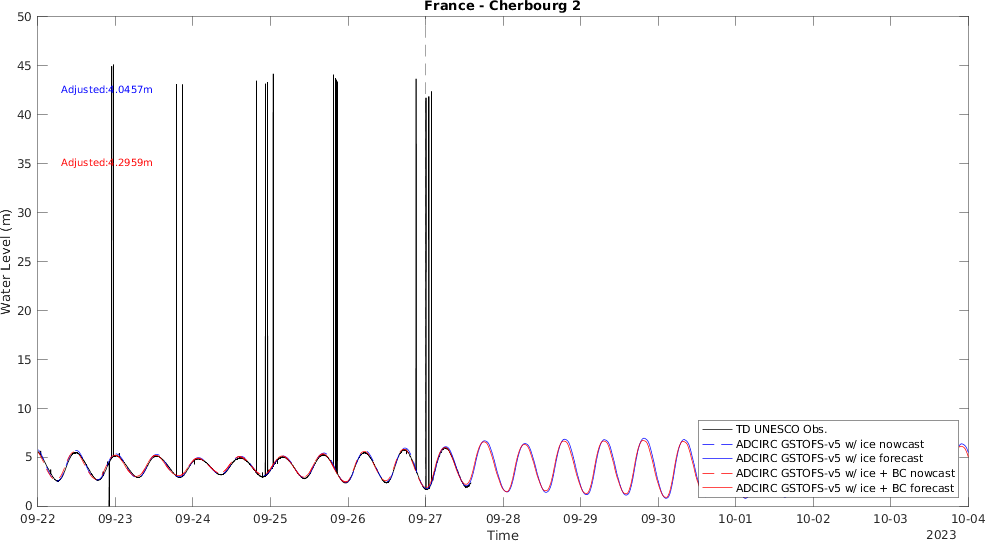 France - Cherbourg 2
50
45
40
35
30
25
20
15
10
5
0
Water Level (m)
Adjusted:4.0457m
Adjusted:4.2959m
TD UNESCO Obs.
ADCIRC GSTOFS-v5 w/ ice nowcast
ADCIRC GSTOFS-v5 w/ ice forecast
ADCIRC GSTOFS-v5 w/ ice + BC nowcast
ADCIRC GSTOFS-v5 w/ ice + BC forecast
09-22 09-23 09-24 09-25 09-26 09-27 09-28 09-29 09-30 10-01 10-02 10-03 10-04
Time
2023